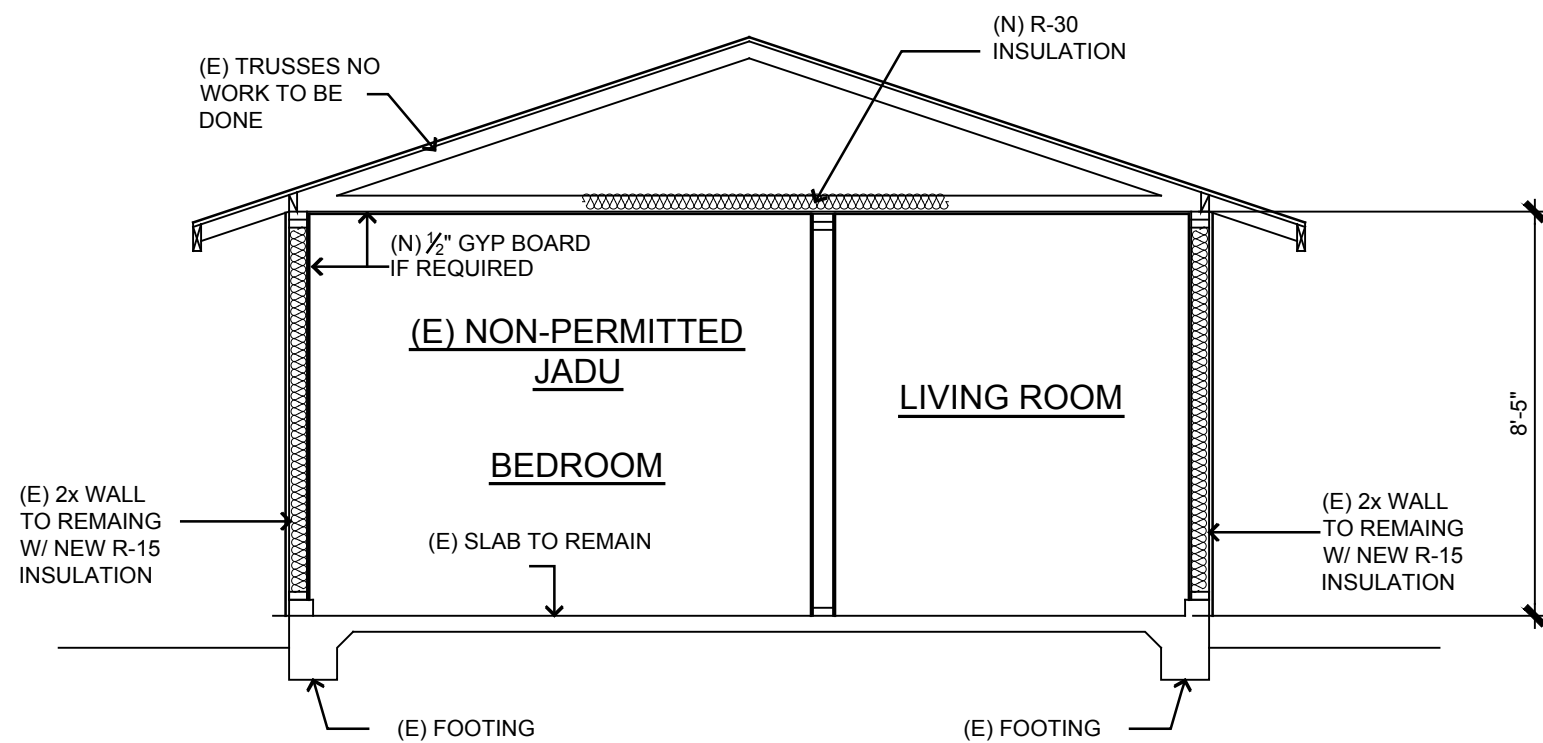 (N) R-30
INSULATION
(E) TRUSSES NO
WORK TO BE
DONE
(N) ½" GYP BOARD
IF REQUIRED
(E) NON-PERMITTED
JADU
LIVING ROOM
BEDROOM
8'-5"
(E) 2x WALL
TO REMAING
W/ NEW R-15
INSULATION
(E) SLAB TO REMAIN
(E) 2x WALL
TO REMAING
W/ NEW R-15
INSULATION
(E) FOOTING
(E) FOOTING